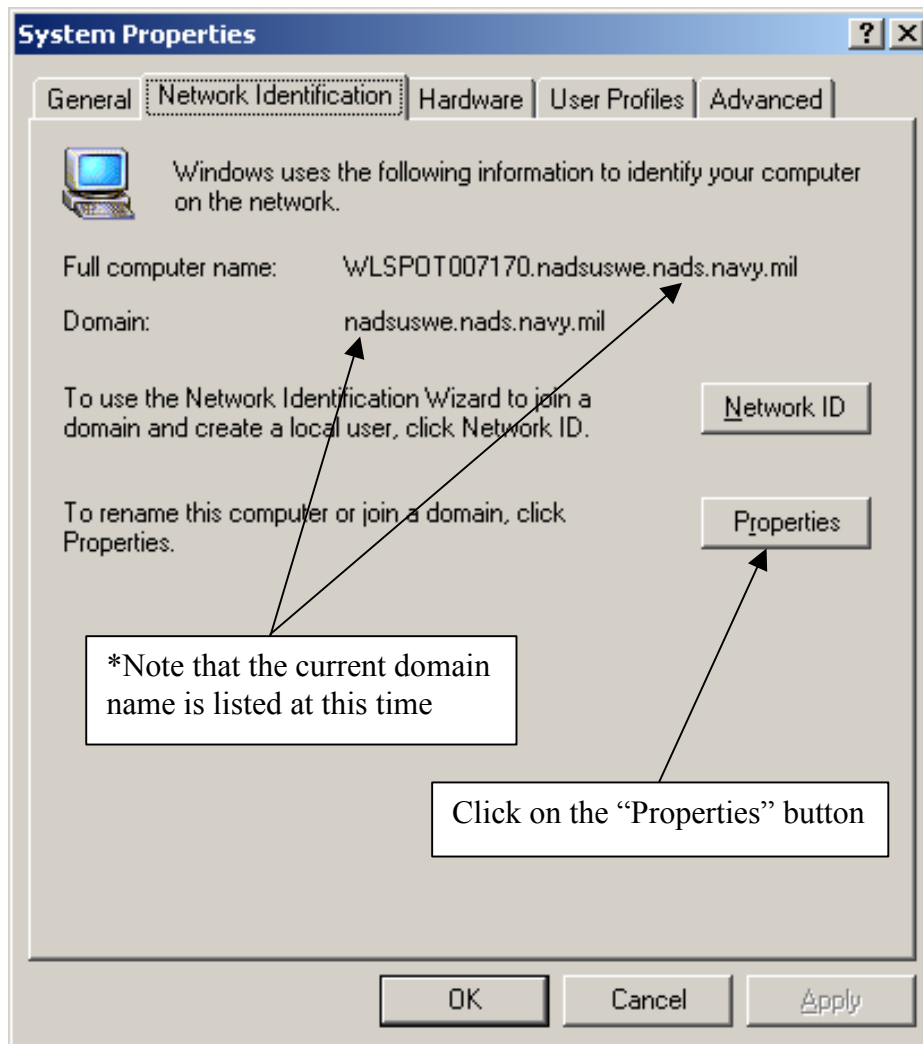 System Properties
General Network Identification Hardware User Profiles Advanced
Windows uses the following information to identify your computer
on the network.
Full computer name: WLSPOT007170.nadsuswe.nads.navy.mil
Domain: nadsuswe.nads.navy.mil
To use the Network Identification Wizard to join a
domain and create a local user, click Network ID.
Network ID
To rename this computer or join a domain, click
Properties.
Properties
*Note that the current domain
name is listed at this time
Click on the “Properties” button
OK Cancel Apply